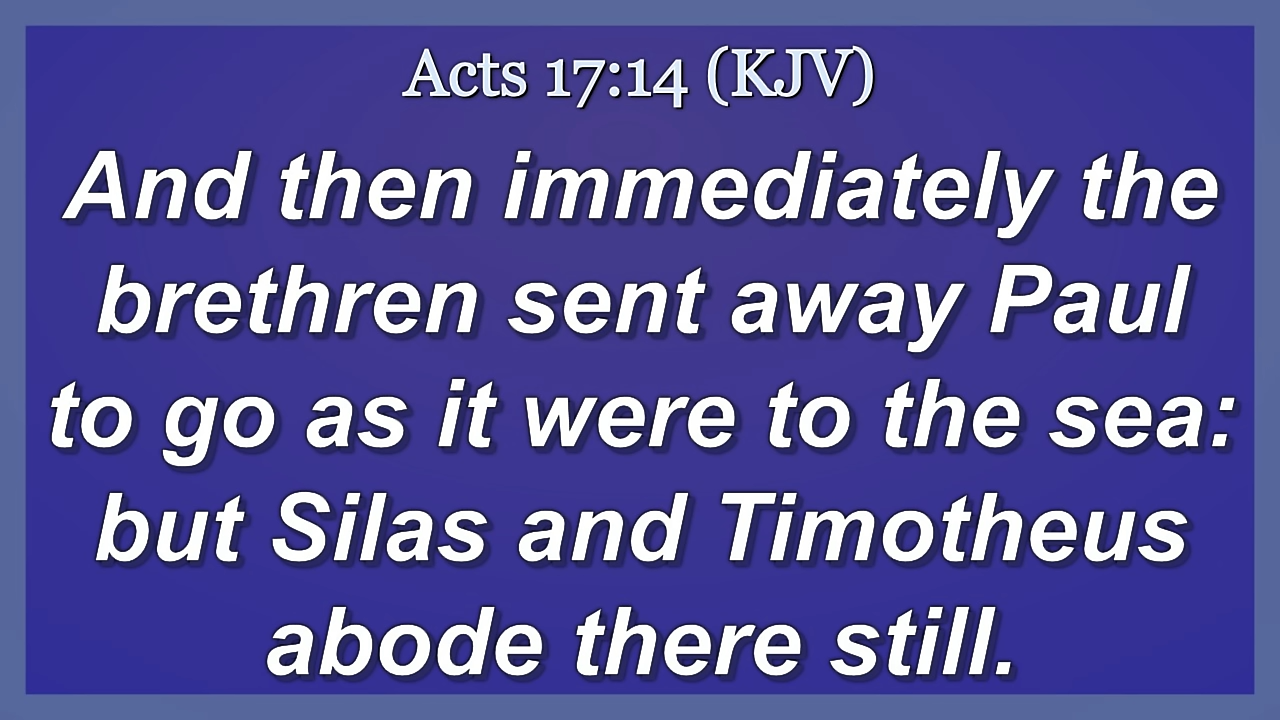 Acts 17:14 (KJV)
And then immediately the
brethren sent away Paul
to go as it were to the sea:
but Silas and Timotheus
abode there still.